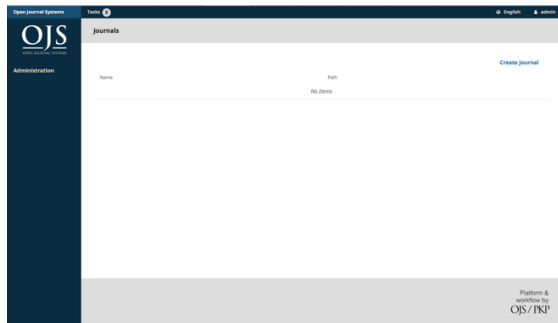 Open Journal Systems
Tasks 0
English
admin
OJS
OPEN JOURNAL SYSTEMS
Administration
Journals
Create Journal
Name
Path
No Items
Platform &
workflow by
OJS / PKP